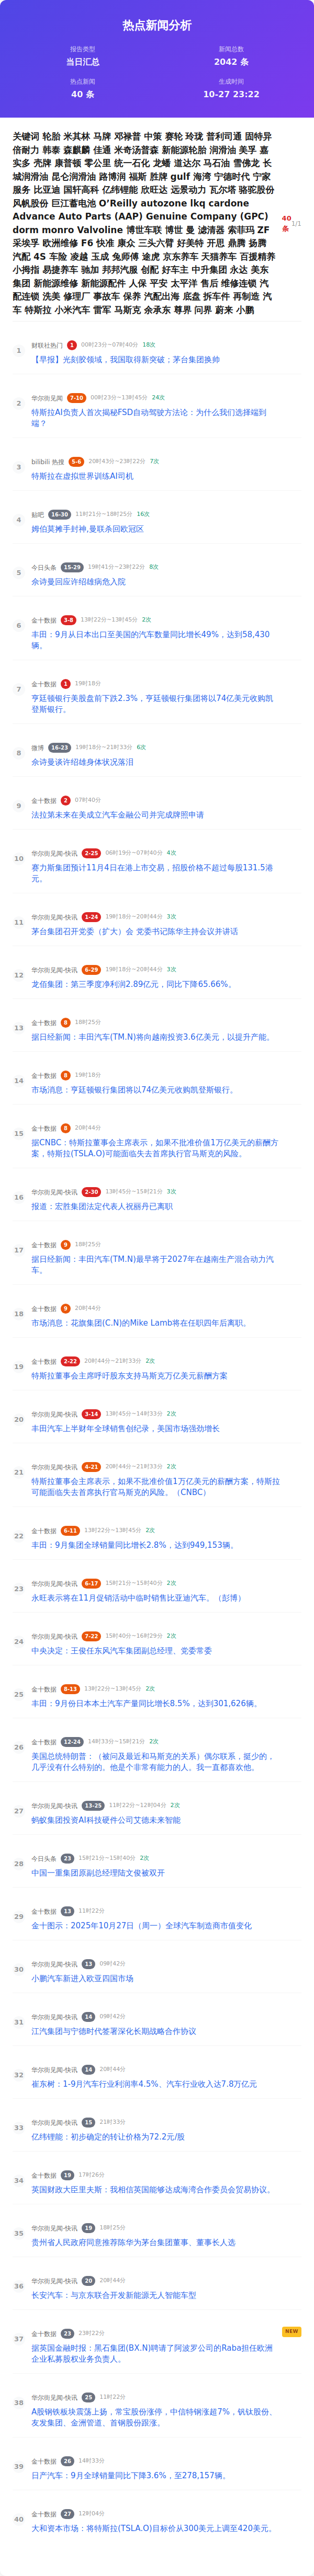 热点新闻分析
报告类型
当日汇总
新闻总数
2042 条
热点新闻
40 条
生成时间
10-27 23:22
关键词 轮胎 米其林 马牌 邓禄普 中策 赛轮 玲珑 普利司通 固特异
倍耐力 韩泰 森麒麟 佳通 米奇汤普森 新能源轮胎 润滑油 美孚 嘉
实多 壳牌 康普顿 零公里 统一石化 龙蟠 道达尔 马石油 雪佛龙 长
城润滑油 昆仑润滑油 路博润 福斯 胜牌 gulf 海湾 宁德时代 宁家
服务 比亚迪 国轩高科 亿纬锂能 欣旺达 远景动力 瓦尔塔 骆驼股份
风帆股份 巨江蓄电池 O’Reilly autozone lkq cardone
Advance Auto Parts (AAP) Genuine Company (GPC)
dorm monro Valvoline 博世车联 博世 曼 滤清器 索菲玛 ZF
采埃孚 欧洲维修 F6 快准 康众 三头六臂 好美特 开思 鼎腾 扬腾
汽配 4S 车险 凌越 玉成 兔师傅 途虎 京东养车 天猫养车 百援精养
小拇指 易捷养车 驰加 邦邦汽服 创配 好车主 中升集团 永达 美东
集团 新能源维修 新能源配件 人保 平安 太平洋 售后 维修连锁 汽
配连锁 洗美 修理厂 事故车 保养 汽配出海 底盘 拆车件 再制造 汽
车 特斯拉 小米汽车 雷军 马斯克 余承东 尊界 问界 蔚来 小鹏
40
条
1/1
1
财联社热门 1 00时23分~07时40分 18次
【早报】光刻胶领域，我国取得新突破；茅台集团换帅
2
华尔街见闻 7-10 00时23分~13时45分 24次
特斯拉AI负责人首次揭秘FSD自动驾驶方法论：为什么我们选择端到
端？
3
bilibili 热搜 5-6 20时43分~23时22分 7次
特斯拉在虚拟世界训练AI司机
4
贴吧 16-30 11时21分~18时25分 16次
姆伯莫摊手封神,曼联杀回欧冠区
5
今日头条 15-29 19时41分~23时22分 8次
佘诗曼回应许绍雄病危入院
6
金十数据 3-8 13时22分~13时45分 2次
丰田：9月从日本出口至美国的汽车数量同比增长49%，达到58,430
辆。
7
金十数据 1 19时18分
亨廷顿银行美股盘前下跌2.3%，亨廷顿银行集团将以74亿美元收购凯
登斯银行。
8
微博 16-23 19时18分~21时33分 6次
佘诗曼谈许绍雄身体状况落泪
9
金十数据 2 07时40分
法拉第未来在美成立汽车金融公司并完成牌照申请
10
华尔街见闻-快讯 2-25 06时19分~07时40分 4次
赛力斯集团预计11月4日在港上市交易，招股价格不超过每股131.5港
元。
11
华尔街见闻-快讯 1-24 19时18分~20时44分 3次
茅台集团召开党委（扩大）会 党委书记陈华主持会议并讲话
12
华尔街见闻-快讯 6-29 19时18分~20时44分 3次
龙佰集团：第三季度净利润2.89亿元，同比下降65.66%。
13
金十数据 8 18时25分
据日经新闻：丰田汽车(TM.N)将向越南投资3.6亿美元，以提升产能。
14
金十数据 8 19时18分
市场消息：亨廷顿银行集团将以74亿美元收购凯登斯银行。
15
金十数据 8 20时44分
据CNBC：特斯拉董事会主席表示，如果不批准价值1万亿美元的薪酬方
案，特斯拉(TSLA.O)可能面临失去首席执行官马斯克的风险。
16
华尔街见闻-快讯 2-30 13时45分~15时21分 3次
报道：宏胜集团法定代表人祝丽丹已离职
17
金十数据 9 18时25分
据日经新闻：丰田汽车(TM.N)最早将于2027年在越南生产混合动力汽
车。
18
金十数据 9 20时44分
市场消息：花旗集团(C.N)的Mike Lamb将在任职四年后离职。
19
金十数据 2-22 20时44分~21时33分 2次
特斯拉董事会主席呼吁股东支持马斯克万亿美元薪酬方案
20
华尔街见闻-快讯 3-14 13时45分~14时33分 2次
丰田汽车上半财年全球销售创纪录，美国市场强劲增长
21
华尔街见闻-快讯 4-21 20时44分~21时33分 2次
特斯拉董事会主席表示，如果不批准价值1万亿美元的薪酬方案，特斯拉
可能面临失去首席执行官马斯克的风险。（CNBC）
22
金十数据 6-11 13时22分~13时45分 2次
丰田：9月集团全球销量同比增长2.8%，达到949,153辆。
23
华尔街见闻-快讯 6-17 15时21分~15时40分 2次
永旺表示将在11月促销活动中临时销售比亚迪汽车。（彭博）
24
华尔街见闻-快讯 7-22 15时40分~16时29分 2次
中央决定：王俊任东风汽车集团副总经理、党委常委
25
金十数据 8-13 13时22分~13时45分 2次
丰田：9月份日本本土汽车产量同比增长8.5%，达到301,626辆。
26
金十数据 12-24 14时33分~15时21分 2次
美国总统特朗普：（被问及最近和马斯克的关系）偶尔联系，挺少的，
几乎没有什么特别的。他是个非常有能力的人。我一直都喜欢他。
27
华尔街见闻-快讯 13-25 11时22分~12时04分 2次
蚂蚁集团投资AI科技硬件公司艾德未来智能
28
今日头条 23 15时21分~15时40分 2次
中国一重集团原副总经理陆文俊被双开
29
金十数据 13 11时22分
金十图示：2025年10月27日（周一）全球汽车制造商市值变化
30
华尔街见闻-快讯 13 09时42分
小鹏汽车新进入欧亚四国市场
31
华尔街见闻-快讯 14 09时42分
江汽集团与宁德时代签署深化长期战略合作协议
32
华尔街见闻-快讯 14 20时44分
崔东树：1-9月汽车行业利润率4.5%、汽车行业收入达7.8万亿元
33
华尔街见闻-快讯 15 21时33分
亿纬锂能：初步确定的转让价格为72.2元/股
34
金十数据 19 17时26分
英国财政大臣里夫斯：我相信英国能够达成海湾合作委员会贸易协议。
35
华尔街见闻-快讯 19 18时25分
贵州省人民政府同意推荐陈华为茅台集团董事、董事长人选
36
华尔街见闻-快讯 20 20时44分
长安汽车：与京东联合开发新能源无人智能车型
37
金十数据 23 23时22分
NEW
据英国金融时报：黑石集团(BX.N)聘请了阿波罗公司的Raba担任欧洲
企业私募股权业务负责人。
38
华尔街见闻-快讯 25 11时22分
A股钢铁板块震荡上扬，常宝股份涨停，中信特钢涨超7%，钒钛股份、
友发集团、金洲管道、首钢股份跟涨。
39
金十数据 26 14时33分
日产汽车：9月全球销量同比下降3.6%，至278,157辆。
40
金十数据 27 12时04分
大和资本市场：将特斯拉(TSLA.O)目标价从300美元上调至420美元。